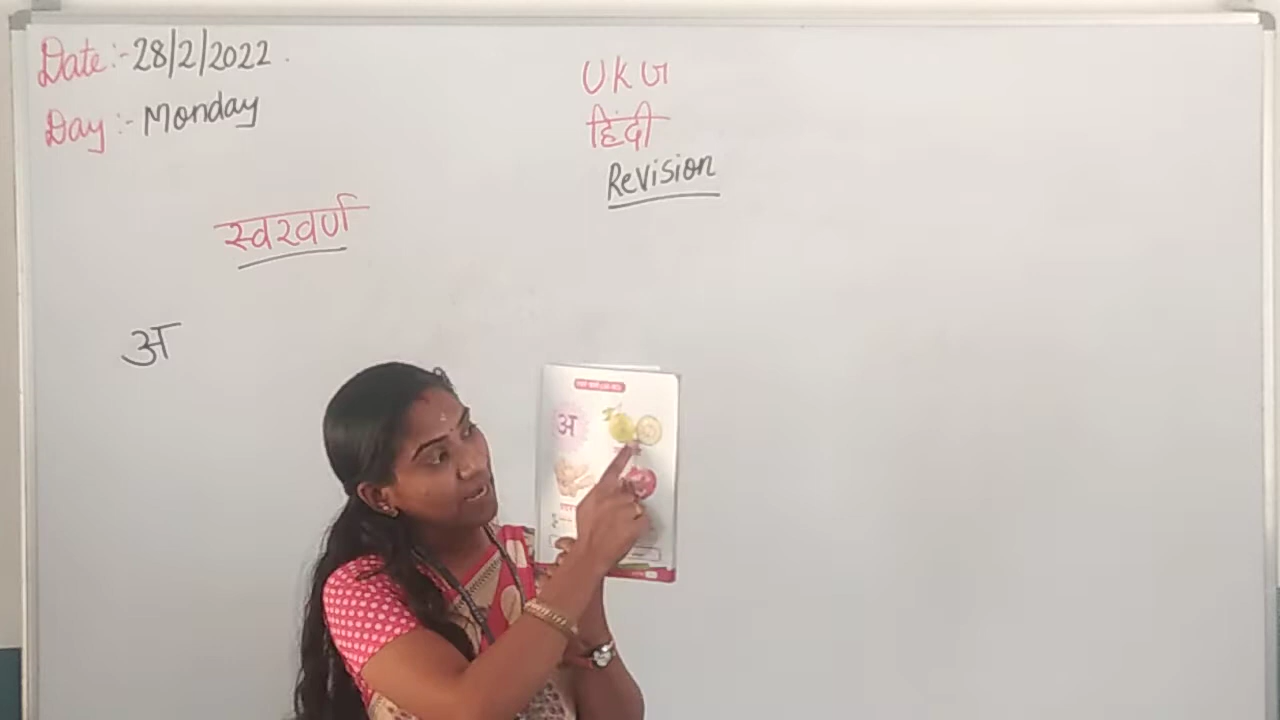 Date:- 28/2/2022.
Day:- Monday
UKG
हिंदी
Revision
स्वरवर्ण
अ
अ